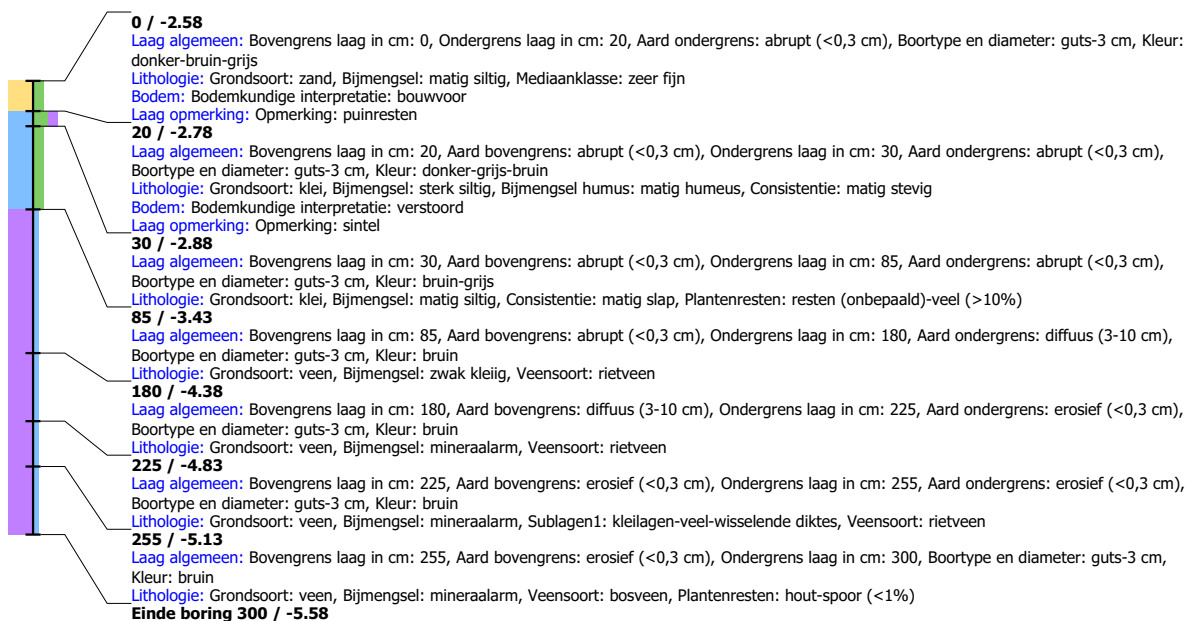 0 / -2.58
Laag algemeen: Bovengrens laag in cm: 0, Ondergrens laag in cm: 20, Aard ondergrens: abrupt (<0,3 cm), Boortype en diameter: guts-3 cm, Kleur:
donker-bruin-grijs
Lithologie: Grondsoort: zand, Bijmengsel: matig siltig, Mediaanklasse: zeer fijn
Bodem: Bodemkundige interpretatie: bouwvoor
Laag opmerking: Opmerking: puinresten
20 / -2.78
Laag algemeen: Bovengrens laag in cm: 20, Aard bovengrens: abrupt (<0,3 cm), Ondergrens laag in cm: 30, Aard ondergrens: abrupt (<0,3 cm),
Boortype en diameter: guts-3 cm, Kleur: donker-grijs-bruin
Lithologie: Grondsoort: klei, Bijmengsel: sterk siltig, Bijmengsel humus: matig humeus, Consistentie: matig stevig
Bodem: Bodemkundige interpretatie: verstoord
Laag opmerking: Opmerking: sintel
30 / -2.88
Laag algemeen: Bovengrens laag in cm: 30, Aard bovengrens: abrupt (<0,3 cm), Ondergrens laag in cm: 85, Aard ondergrens: abrupt (<0,3 cm),
Boortype en diameter: guts-3 cm, Kleur: bruin-grijs
Lithologie: Grondsoort: klei, Bijmengsel: matig siltig, Consistentie: matig slap, Plantenresten: resten (onbepaald)-veel (>10%)
85 / -3.43
Laag algemeen: Bovengrens laag in cm: 85, Aard bovengrens: abrupt (<0,3 cm), Ondergrens laag in cm: 180, Aard ondergrens: diffuus (3-10 cm),
Boortype en diameter: guts-3 cm, Kleur: bruin
Lithologie: Grondsoort: veen, Bijmengsel: zwak kleiig, Veensoort: rietveen
180 / -4.38
Laag algemeen: Bovengrens laag in cm: 180, Aard bovengrens: diffuus (3-10 cm), Ondergrens laag in cm: 225, Aard ondergrens: erosief (<0,3 cm),
Boortype en diameter: guts-3 cm, Kleur: bruin
Lithologie: Grondsoort: veen, Bijmengsel: mineraalarm, Veensoort: rietveen
225 / -4.83
Laag algemeen: Bovengrens laag in cm: 225, Aard bovengrens: erosief (<0,3 cm), Ondergrens laag in cm: 255, Aard ondergrens: erosief (<0,3 cm),
Boortype en diameter: guts-3 cm, Kleur: bruin
Lithologie: Grondsoort: veen, Bijmengsel: mineraalarm, Sublagen1: kleilagen-veel-wisselende diktes, Veensoort: rietveen
255 / -5.13
Laag algemeen: Bovengrens laag in cm: 255, Aard bovengrens: erosief (<0,3 cm), Ondergrens laag in cm: 300, Boortype en diameter: guts-3 cm,
Kleur: bruin
Lithologie: Grondsoort: veen, Bijmengsel: mineraalarm, Veensoort: bosveen, Plantenresten: hout-spoor (<1%)
Einde boring 300 / -5.58